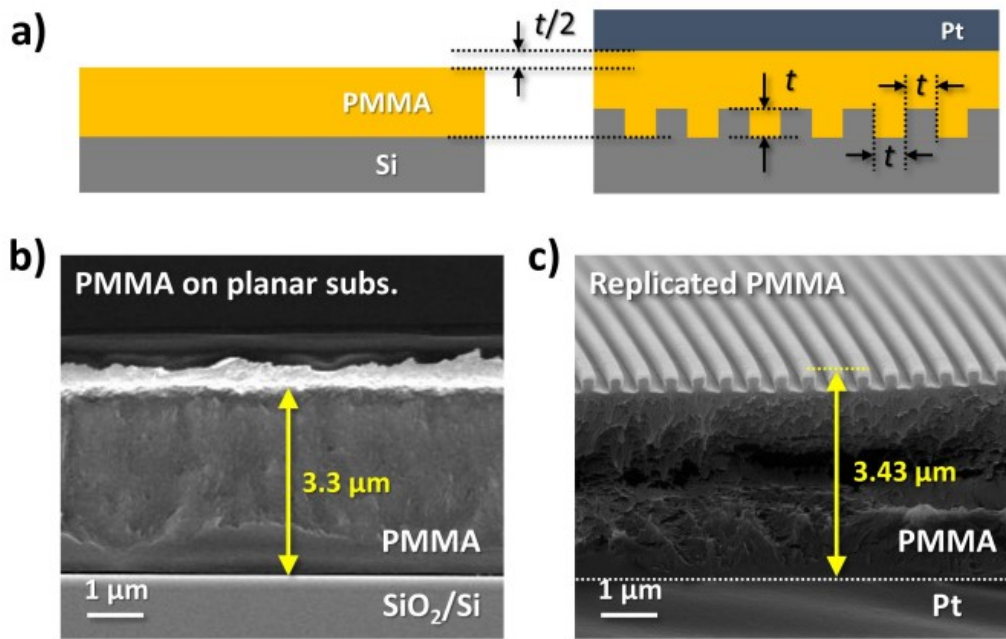 a)
t/2
Pt
PMMA
t
t
t
Si
b)
PMMA on planar subs.
3.3 μm
PMMA
1 μm
SiO₂/Si
c)
Replicated PMMA
3.43 μm
PMMA
1 μm
Pt